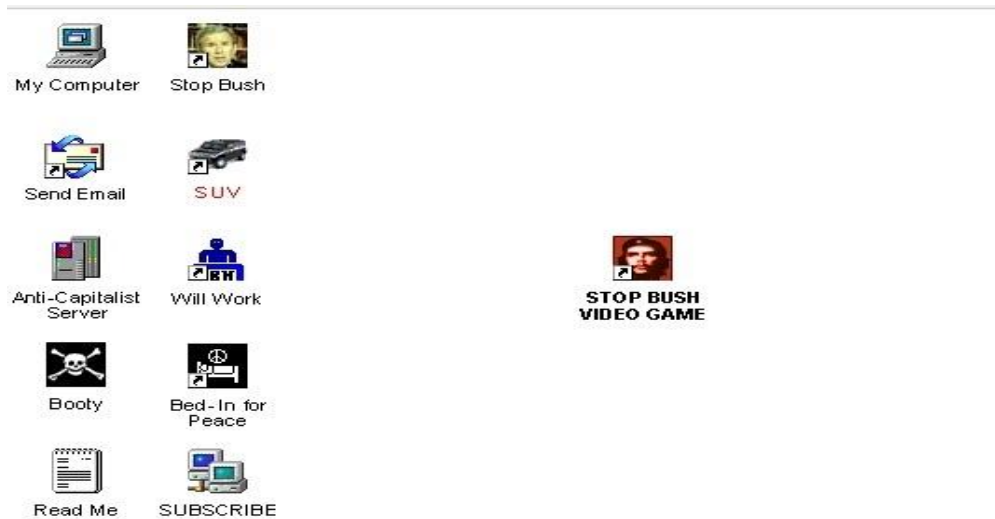 My Computer
Stop Bush
Send Email
SUV
Anti-Capitalist
Server
Will Work
BH
STOP BUSH
VIDEO GAME
Booty
Bed-In for
Peace
Read Me
SUBSCRIBE